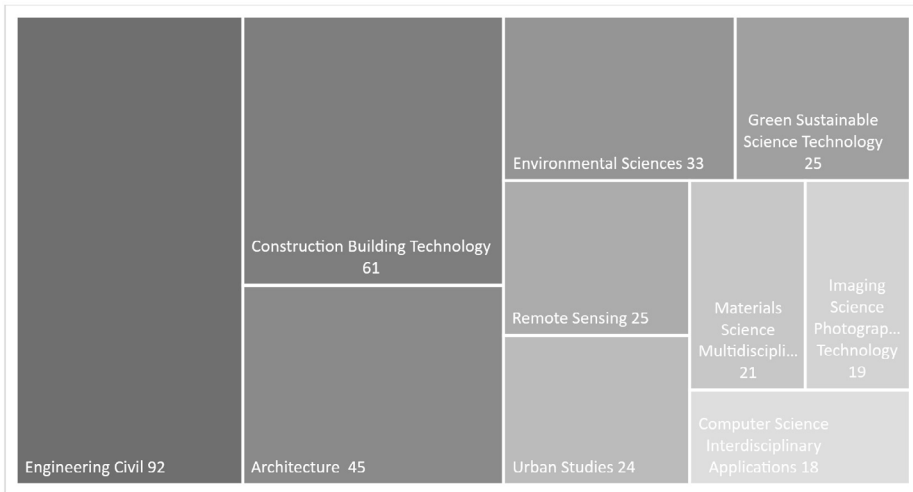 Engineering Civil 92
Construction Building Technology
61
Architecture 45
Environmental Sciences 33
Green Sustainable
Science Technology
25
Remote Sensing 25
Urban Studies 24
Materials
Science
Multidiscipli...
21
Imaging
Science
Photograp...
Technology
19
Computer Science
Interdisciplinary
Applications 18